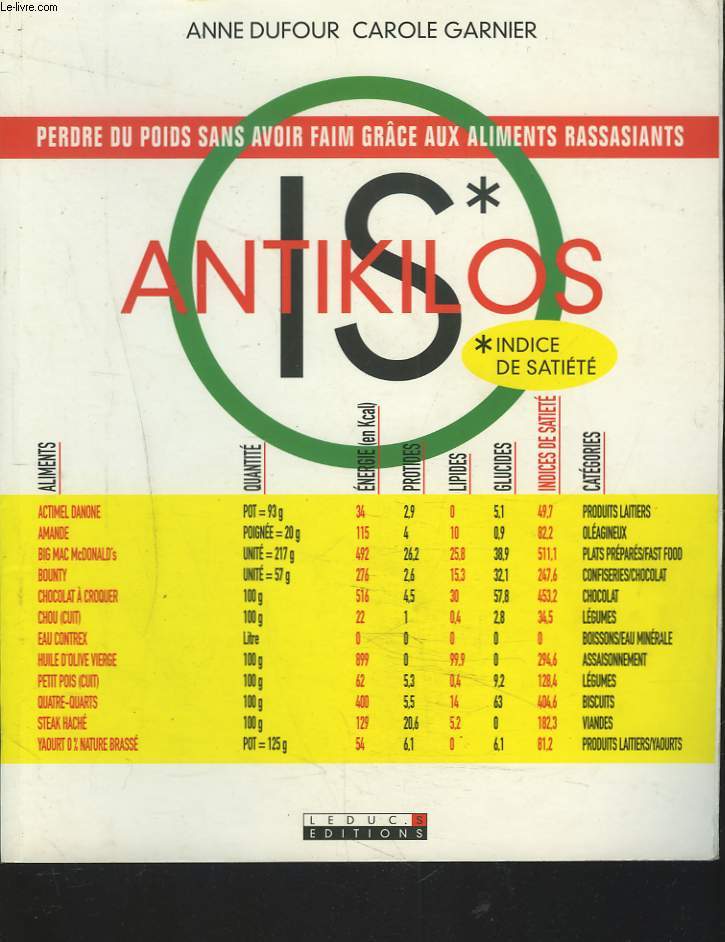 Le-livre.com
ANNE DUFOUR CAROLE GARNIER
PERDRE DU POIDS SANS AVOIR FAIM GRÂCE AUX ALIMENTS RASSASIANTS
IS*
ANTIKILOS
*INDICE
DE SATIÉTÉ
ALIMENTS QUANTITÉ ÉNERGIE (en Kcal) PROTIDES LIPIDES GLUCIDES INDICES DE SATIÉTÉ CATÉGORIES
ACTIMEL DANONE POT = 93 g 34 2,9 0 5,1 49,7 PRODUITS LAITIERS
AMANDE POIGNÉE = 20 g 115 4 10 0,9 82,2 OLÉAGINEUX
BIG MAC McDONALD's UNITÉ = 217 g 492 26,2 25,8 38,9 511,1 PLATS PRÉPARÉS/FAST FOOD
BOUNTY UNITÉ = 57 g 276 2,6 15,3 32,1 247,6 CONFISERIES/CHOCOLAT
CHOCOLAT À CROQUER 100 g 516 4,5 30 57,8 453,2 CHOCOLAT
CHOU (CUIT) 100 g 22 1 0,4 2,8 34,5 LÉGUMES
EAU CONTREX Litre 0 0 0 0 0 BOISSONS/EAU MINÉRALE
HUILE D'OLIVE VIERGE 100 g 899 0 99,9 0 294,6 ASSAISONNEMENT
PETIT POIS (CUIT) 100 g 62 5,3 0,4 9,2 128,4 LÉGUMES
QUATRE-QUARTS 100 g 400 5,5 14 63 404,6 BISCUITS
STEAK HACHÉ 100 g 129 20,6 5,2 0 182,3 VIANDES
YAOURT 0 % NATURE BRASSÉ POT = 125 g 54 6,1 0 6,1 81,2 PRODUITS LAITIERS/YAOURTS
LEDUC.S
EDITIONS